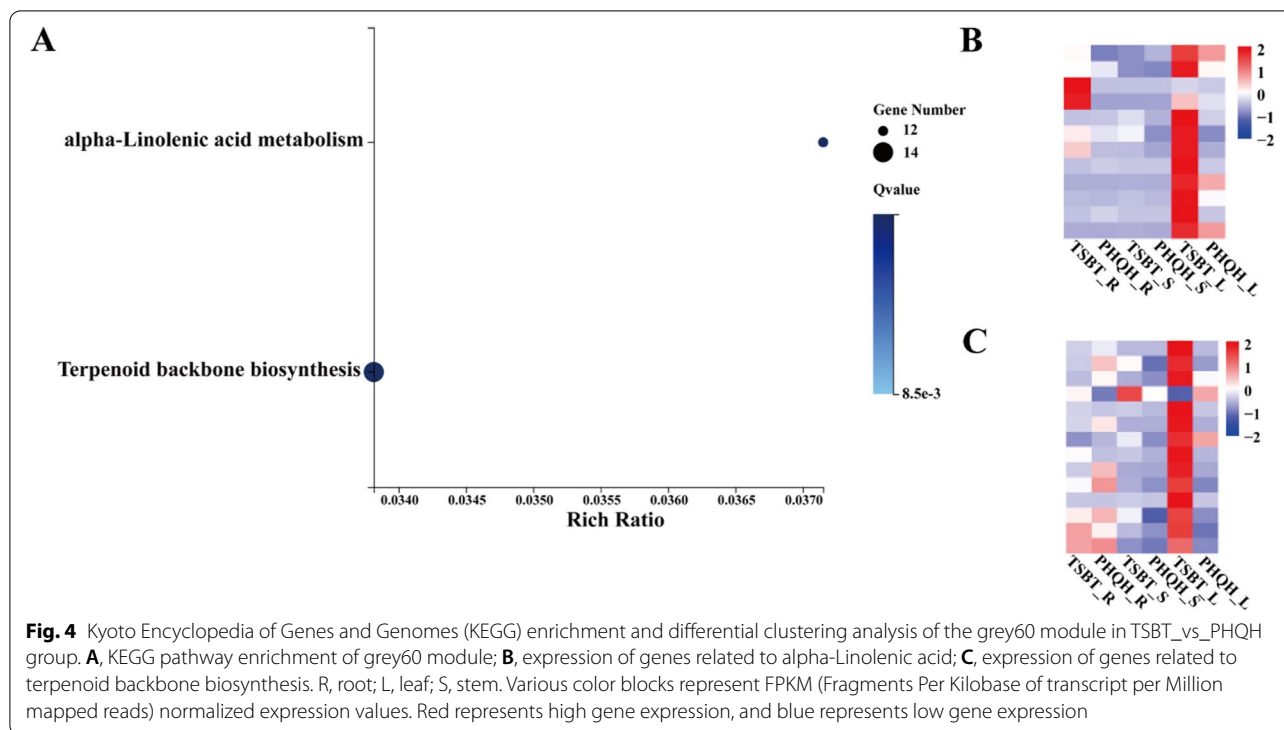 A
alpha-Linolenic acid metabolism
Terpenoid backbone biosynthesis
0.0340 0.0345 0.0350 0.0355 0.0360 0.0365 0.0370
Rich Ratio
Gene Number
12
14
Qvalue
8.5e-3
B
2
1
0
−1
−2
TSBT_R PHQH_R TSBT_S PHQH_S TSBT_L PHQH_L
C
2
1
0
−1
−2
TSBT_R PHQH_R TSBT_S PHQH_S TSBT_L PHQH_L
Fig. 4 Kyoto Encyclopedia of Genes and Genomes (KEGG) enrichment and differential clustering analysis of the grey60 module in TSBT_vs_PHQH
group. A, KEGG pathway enrichment of grey60 module; B, expression of genes related to alpha-Linolenic acid; C, expression of genes related to
terpenoid backbone biosynthesis. R, root; L, leaf; S, stem. Various color blocks represent FPKM (Fragments Per Kilobase of transcript per Million
mapped reads) normalized expression values. Red represents high gene expression, and blue represents low gene expression